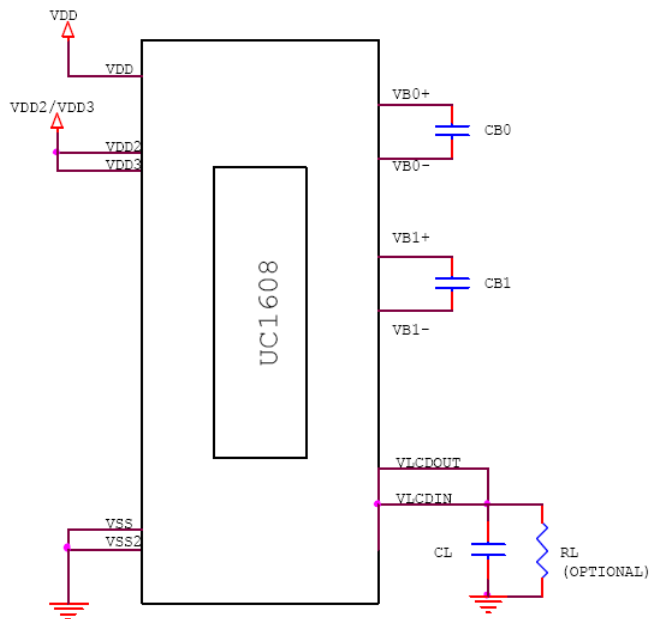 VDD
VDD
VDD2/VDD3
VDD2
VDD3
VB0+
CB0
VB0-
VB1+
CB1
VB1-
UC1608
VLCDOUT
VLCDIN
VSS
VSS2
CL
RL
(OPTIONAL)